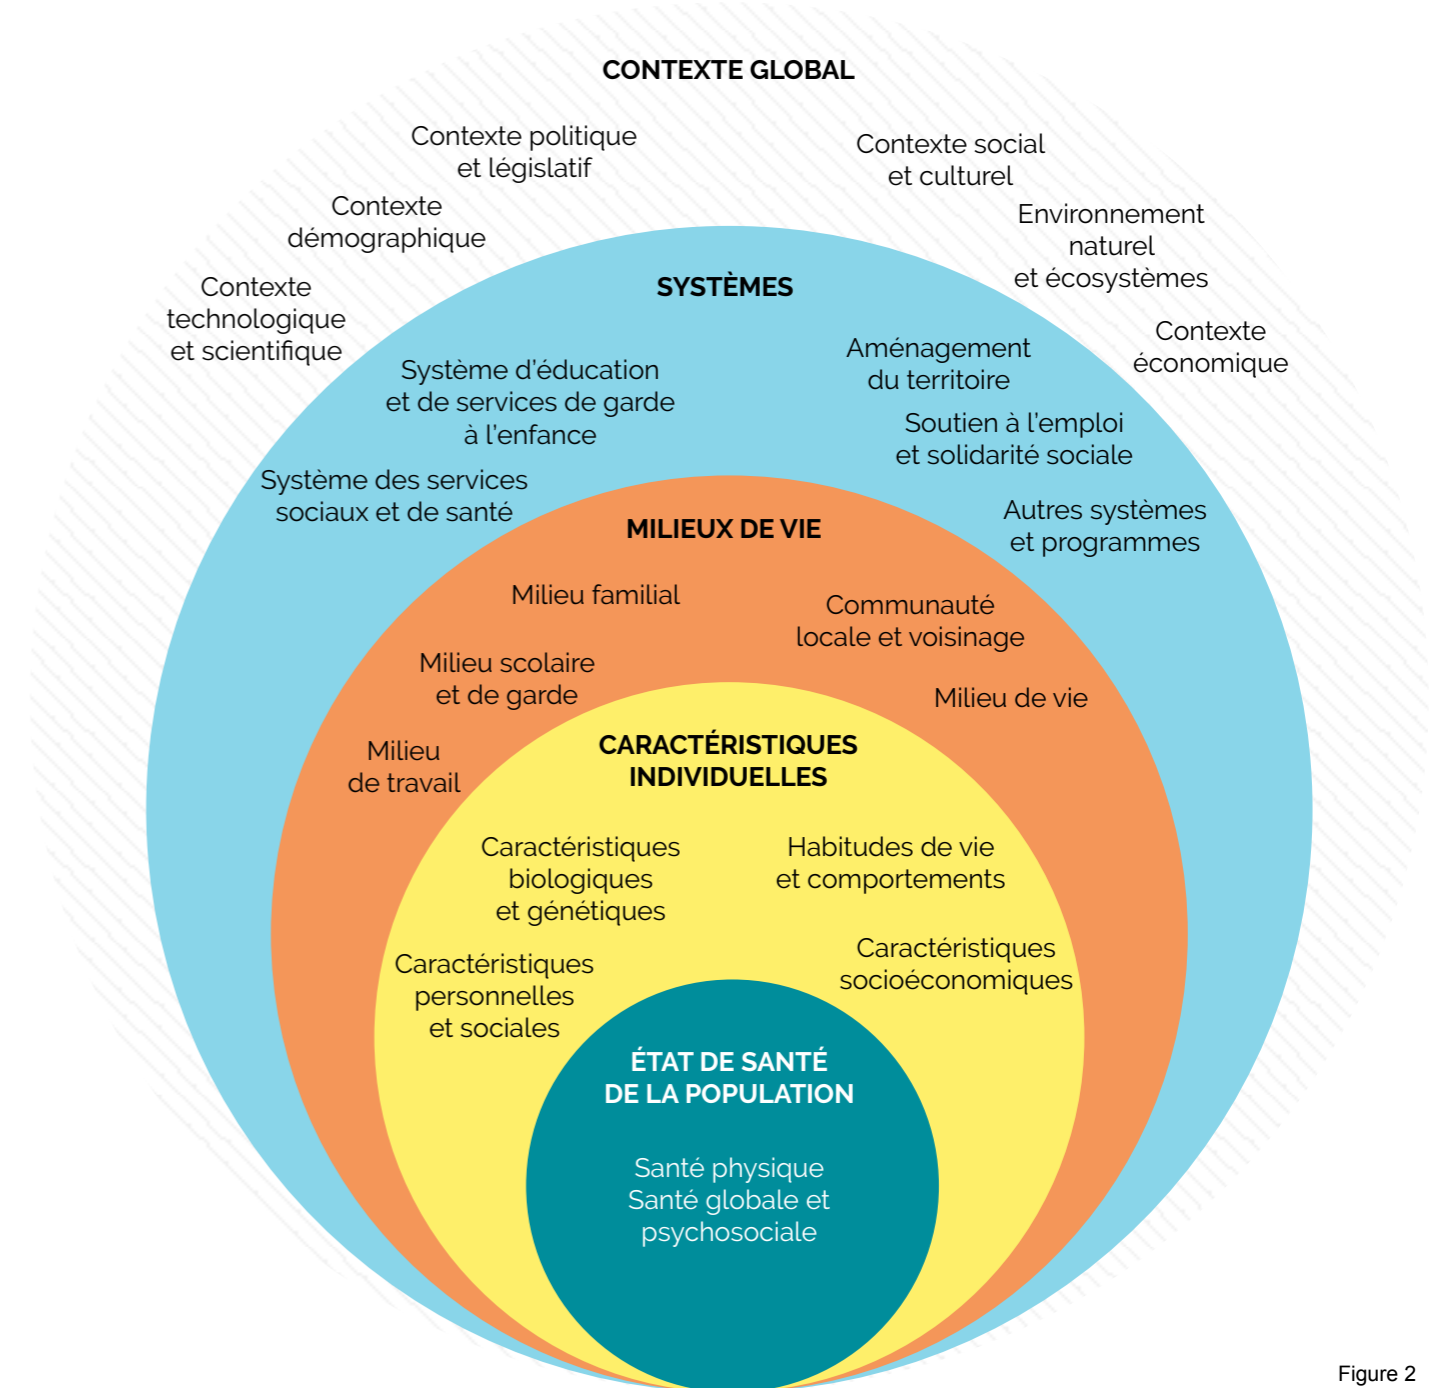 CONTEXTE GLOBAL
Contexte politique
et législatif
Contexte social
et culturel
Contexte
démographique
Environnement
naturel
et écosystèmes
Contexte
technologique
et scientifique
Contexte
économique
SYSTÈMES
Système d'éducation
et de services de garde
à l'enfance
Aménagement
du territoire
Soutien à l'emploi
et solidarité sociale
Système des services
sociaux et de santé
Autres systèmes
et programmes
MILIEUX DE VIE
Milieu familial
Communauté
locale et voisinage
Milieu scolaire
et de garde
Milieu de vie
Milieu
de travail
CARACTÉRISTIQUES
INDIVIDUELLES
Caractéristiques
biologiques
et génétiques
Habitudes de vie
et comportements
Caractéristiques
personnelles
et sociales
Caractéristiques
socioéconomiques
ÉTAT DE SANTÉ
DE LA POPULATION
Santé physique
Santé globale et
psychosociale
Figure 2